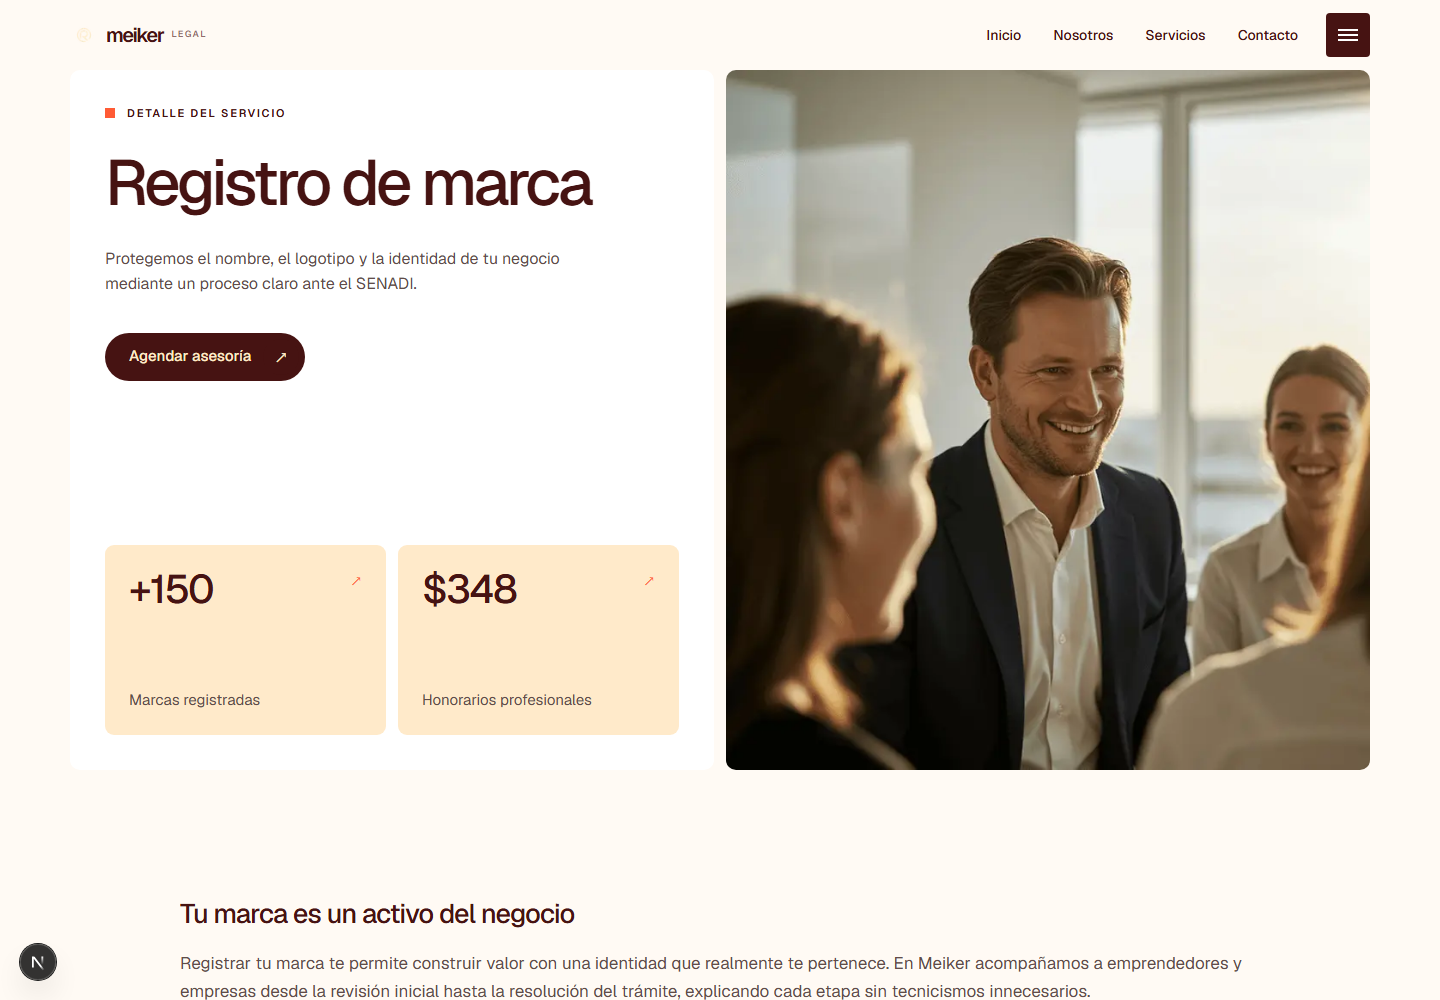 meiker LEGAL
Inicio Nosotros Servicios Contacto
DETALLE DEL SERVICIO
Registro de marca
Protegemos el nombre, el logotipo y la identidad de tu negocio
mediante un proceso claro ante el SENADI.
Agendar asesoría ↗
+150 ↗
Marcas registradas
$348 ↗
Honorarios profesionales
Tu marca es un activo del negocio
Registrar tu marca te permite construir valor con una identidad que realmente te pertenece. En Meiker acompañamos a emprendedores y
empresas desde la revisión inicial hasta la resolución del trámite, explicando cada etapa sin tecnicismos innecesarios.
N